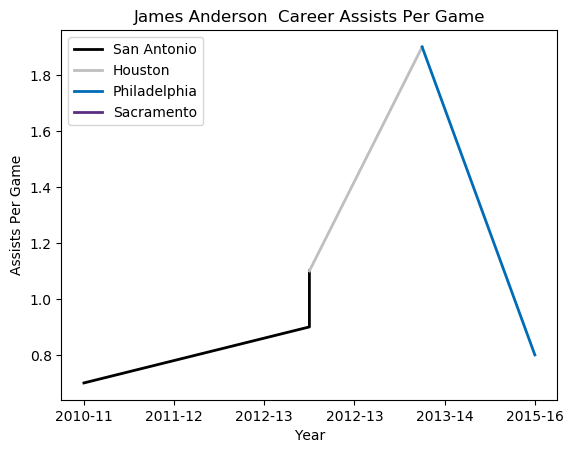 James Anderson  Career Assists Per Game
San Antonio
Houston
Philadelphia
Sacramento
1.8
1.6
1.4
1.2
1.0
0.8
Assists Per Game
2010-11 2011-12 2012-13 2012-13 2013-14 2015-16
Year